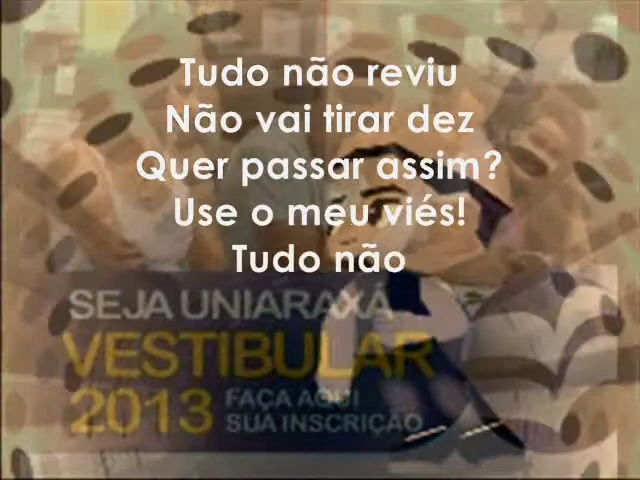 Tudo não reviu
Não vai tirar dez
Quer passar assim?
Use o meu viés!
Tudo não
SEJA UNIARAXÁ
VESTIBULAR
2013 FAÇA AQUI
SUA INSCRIÇÃO